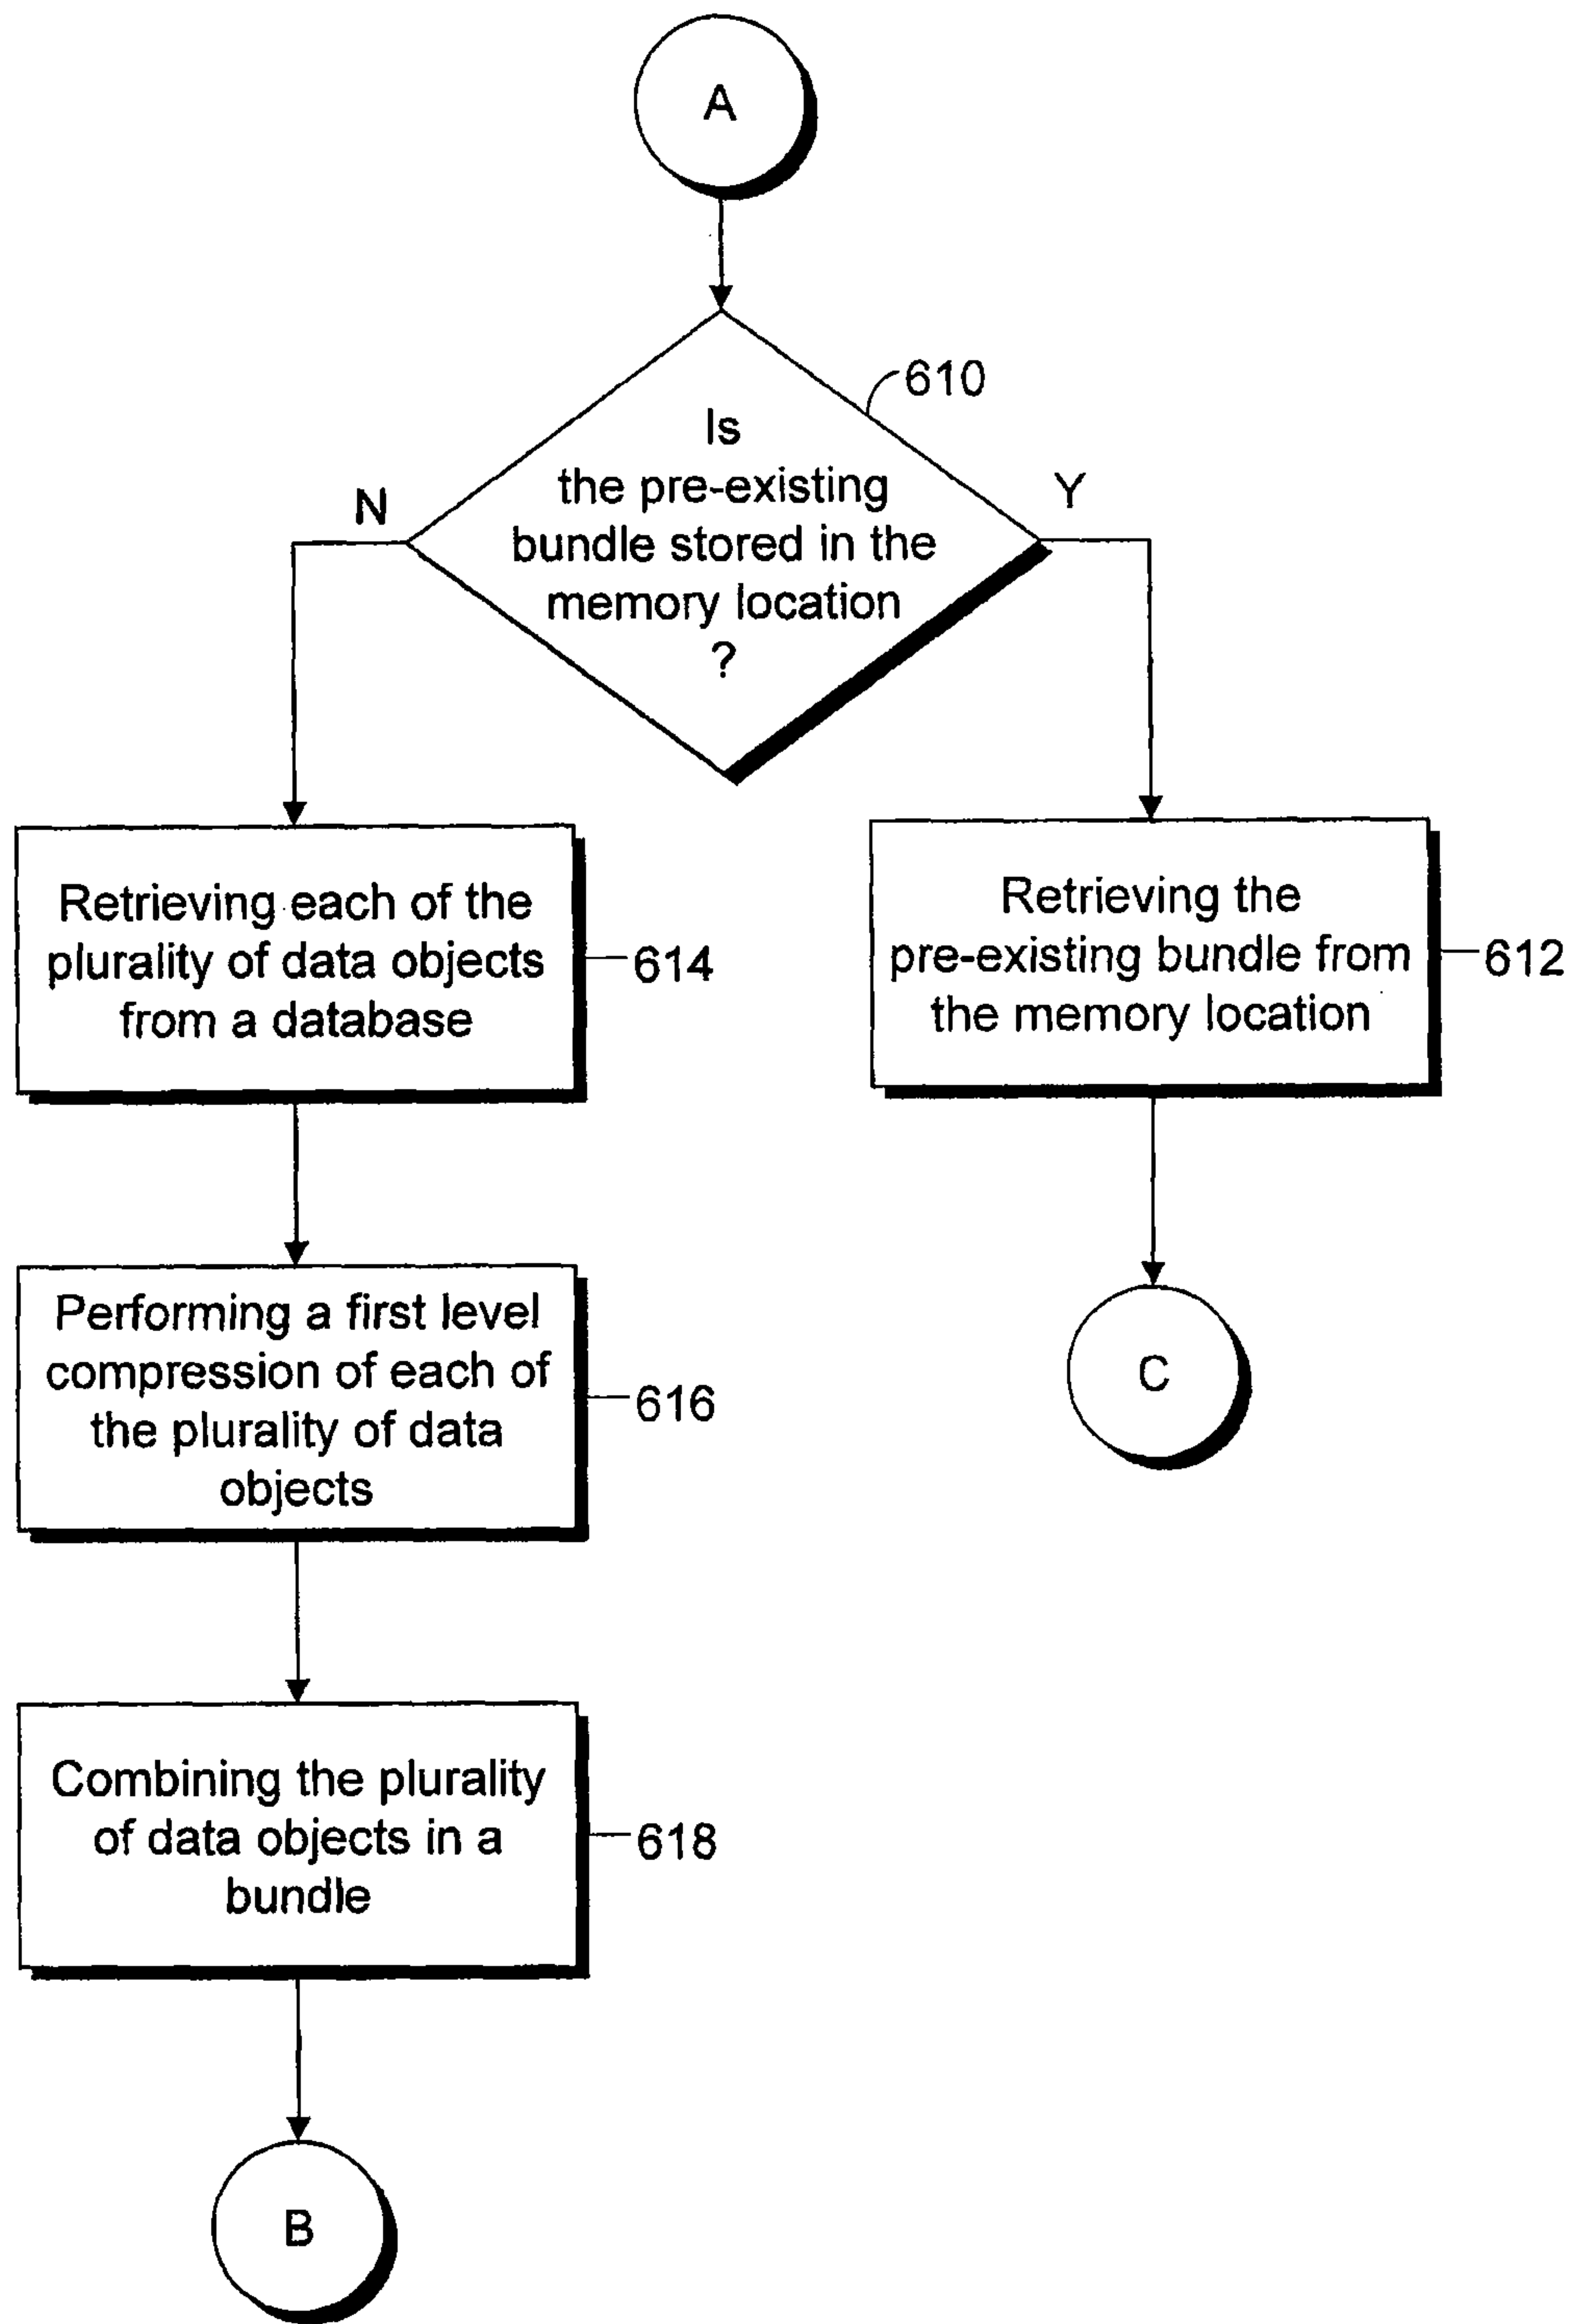 A
610
Is
the pre-existing
bundle stored in the
memory location
?
N
Y
Retrieving each of the
plurality of data objects
from a database
614
Retrieving the
pre-existing bundle from
the memory location
612
Performing a first level
compression of each of
the plurality of data
objects
616
C
Combining the plurality
of data objects in a
bundle
618
B